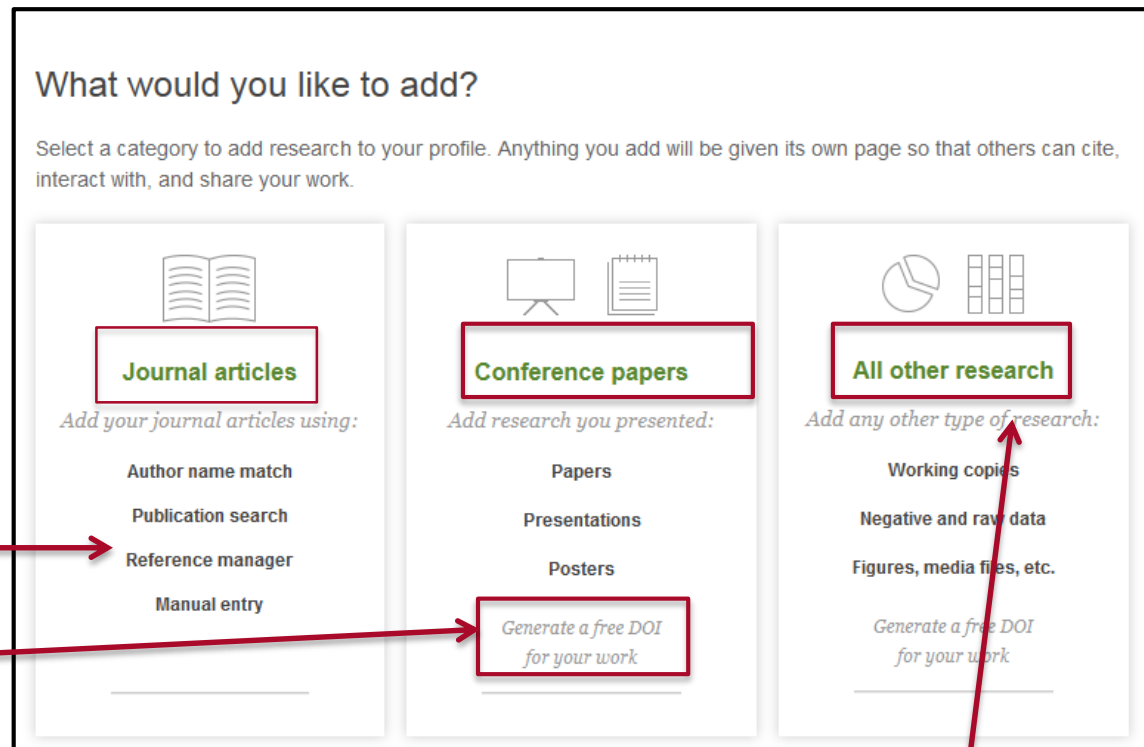 What would you like to add?
Select a category to add research to your profile. Anything you add will be given its own page so that others can cite,
interact with, and share your work.
Journal articles
Add your journal articles using:
Author name match
Publication search
Reference manager
Manual entry
Conference papers
Add research you presented:
Papers
Presentations
Posters
Generate a free DOI
for your work
All other research
Add any other type of research:
Working copies
Negative and raw data
Figures, media files, etc.
Generate a free DOI
for your work